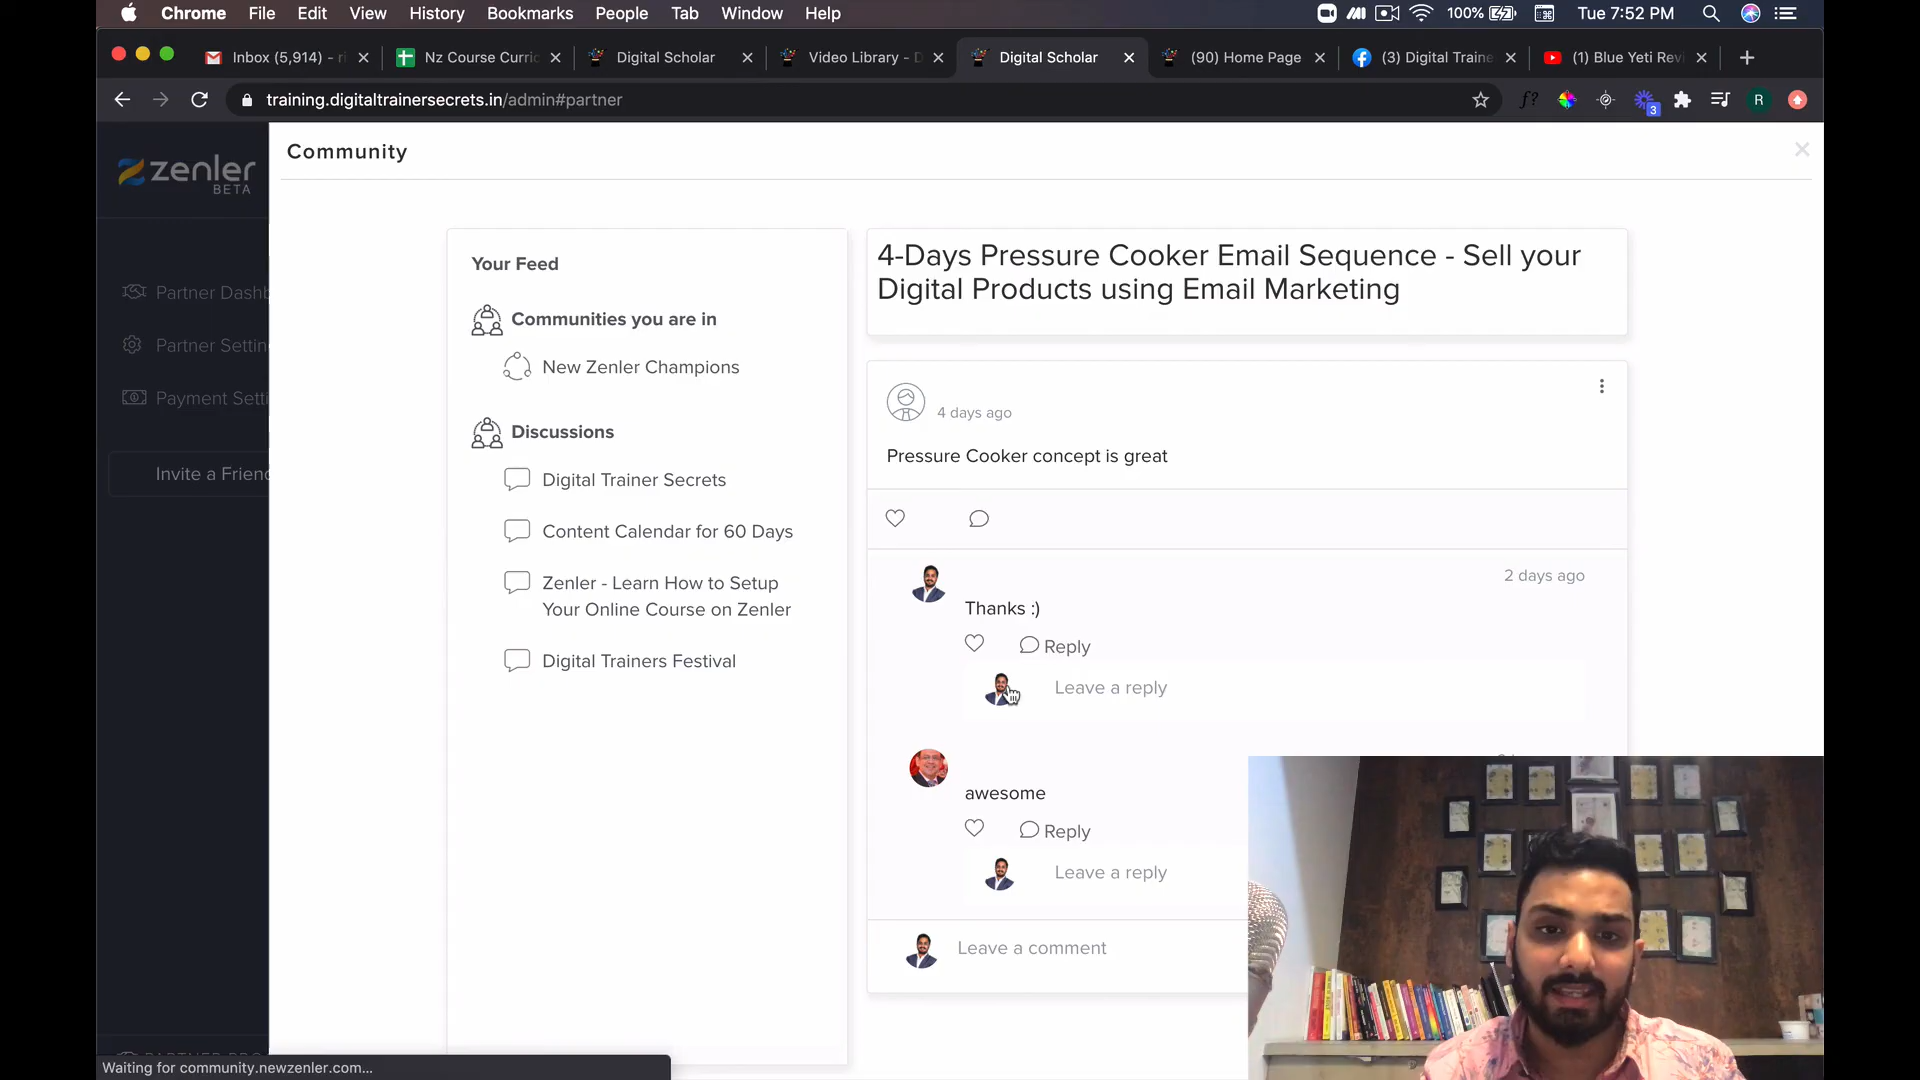 Chrome File Edit View History Bookmarks People Tab Window Help
100% Tue 7:52 PM
Inbox (5,914) - ri
Nz Course Curric
Digital Scholar
Video Library - D
Digital Scholar
(90) Home Page
(3) Digital Traine
(1) Blue Yeti Revi
training.digitaltrainersecrets.in/admin#partner
f?
3
R
zenler
BETA
Partner Dashb
Partner Settin
Payment Setti
Invite a Frien
Community
Your Feed
Communities you are in
New Zenler Champions
Discussions
Digital Trainer Secrets
Content Calendar for 60 Days
Zenler - Learn How to Setup
Your Online Course on Zenler
Digital Trainers Festival
4-Days Pressure Cooker Email Sequence - Sell your
Digital Products using Email Marketing
4 days ago
Pressure Cooker concept is great
2 days ago
Thanks :)
Reply
Leave a reply
awesome
Reply
Leave a reply
Leave a comment
Waiting for community.newzenler.com...